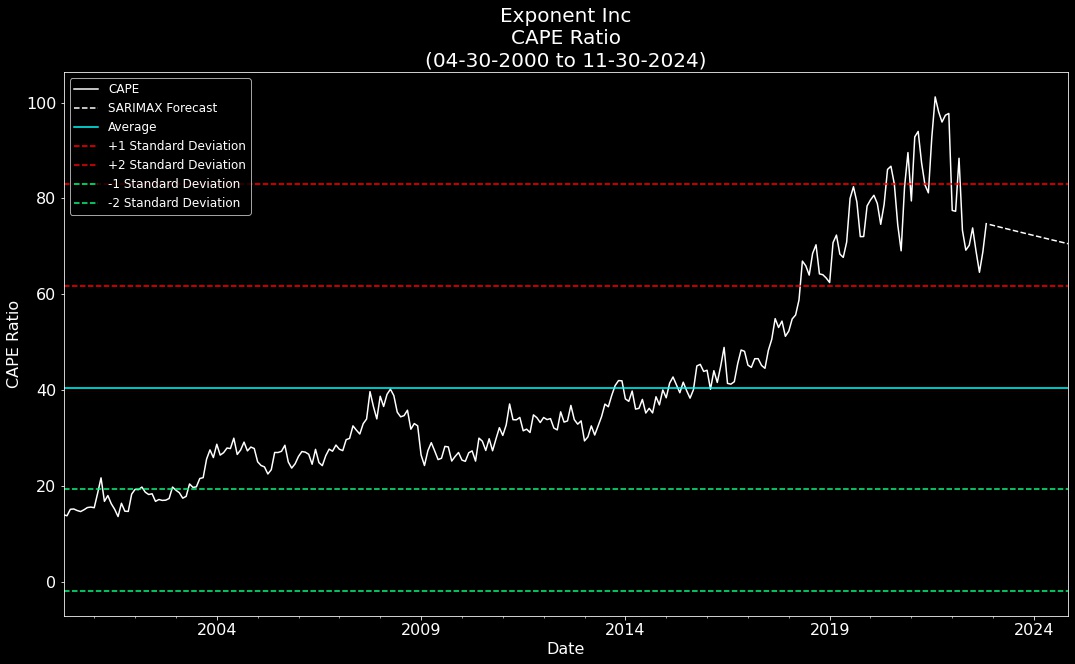 Exponent Inc
CAPE Ratio
(04-30-2000 to 11-30-2024)
CAPE
SARIMAX Forecast
Average
+1 Standard Deviation
+2 Standard Deviation
-1 Standard Deviation
-2 Standard Deviation
100
80
60
40
20
0
CAPE Ratio
2004
2009
2014
2019
2024
Date